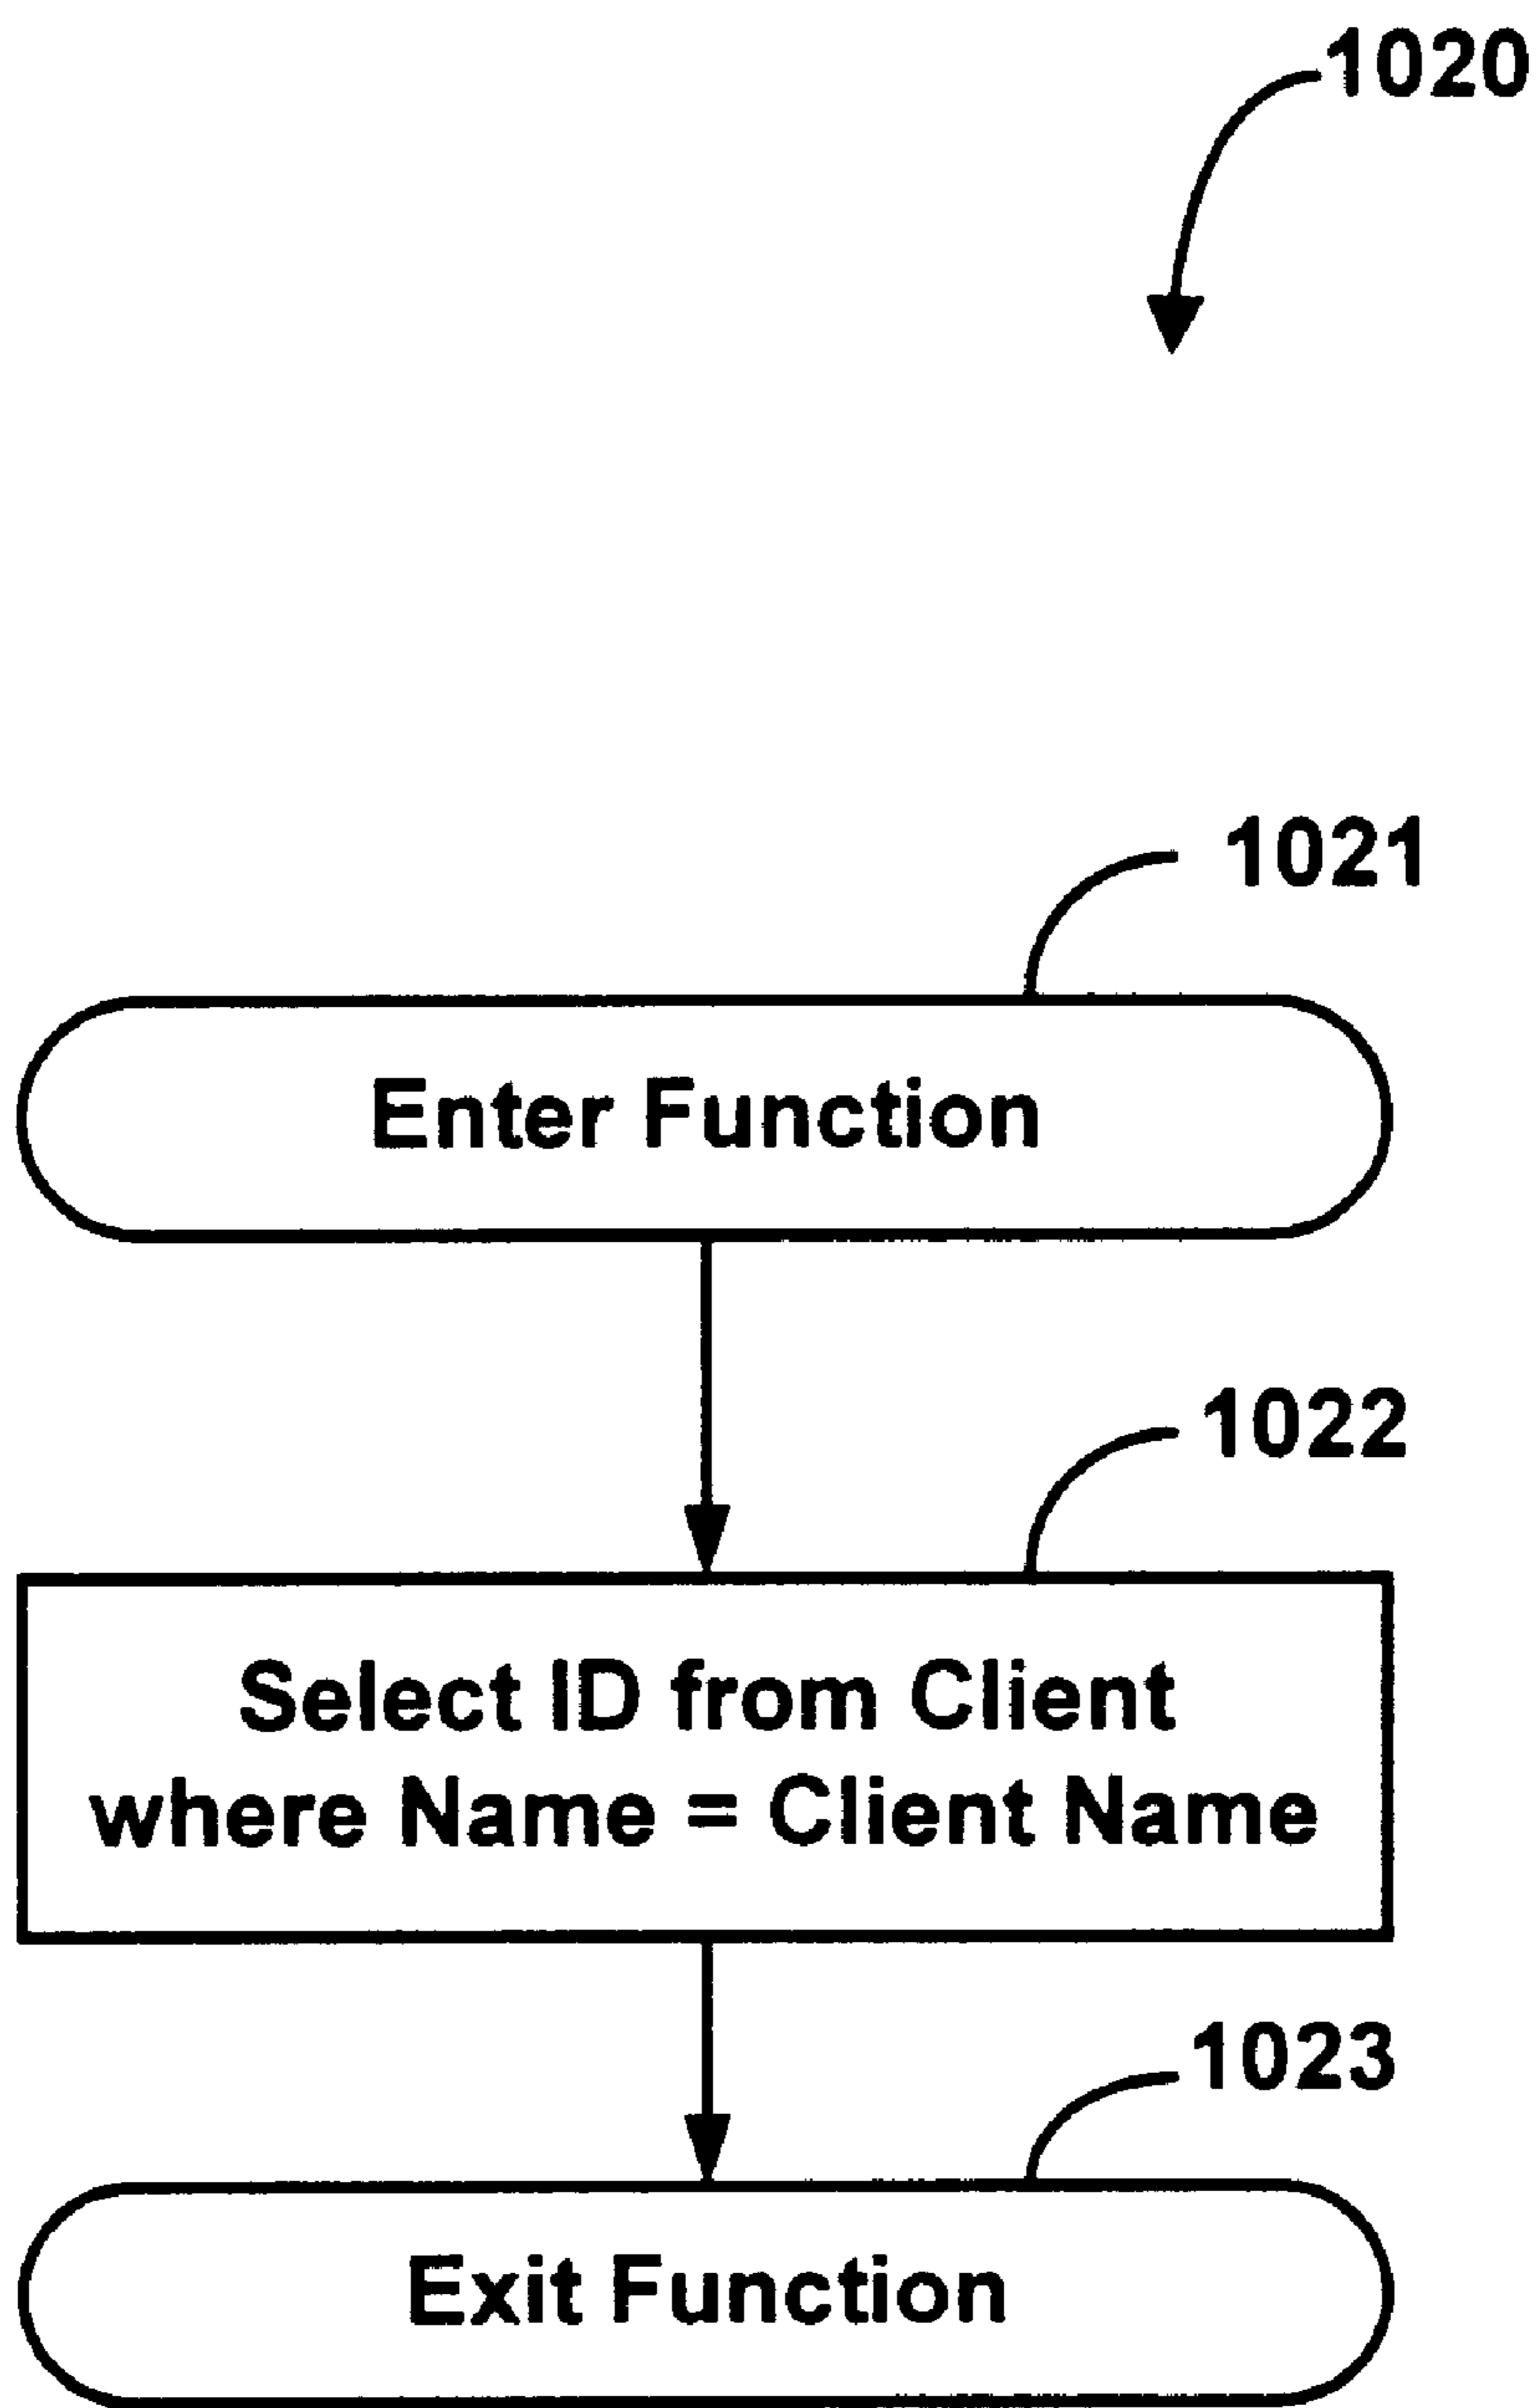 1020
1021
Enter Function
1022
Select ID from Client
where Name = Client Name
1023
Exit Function